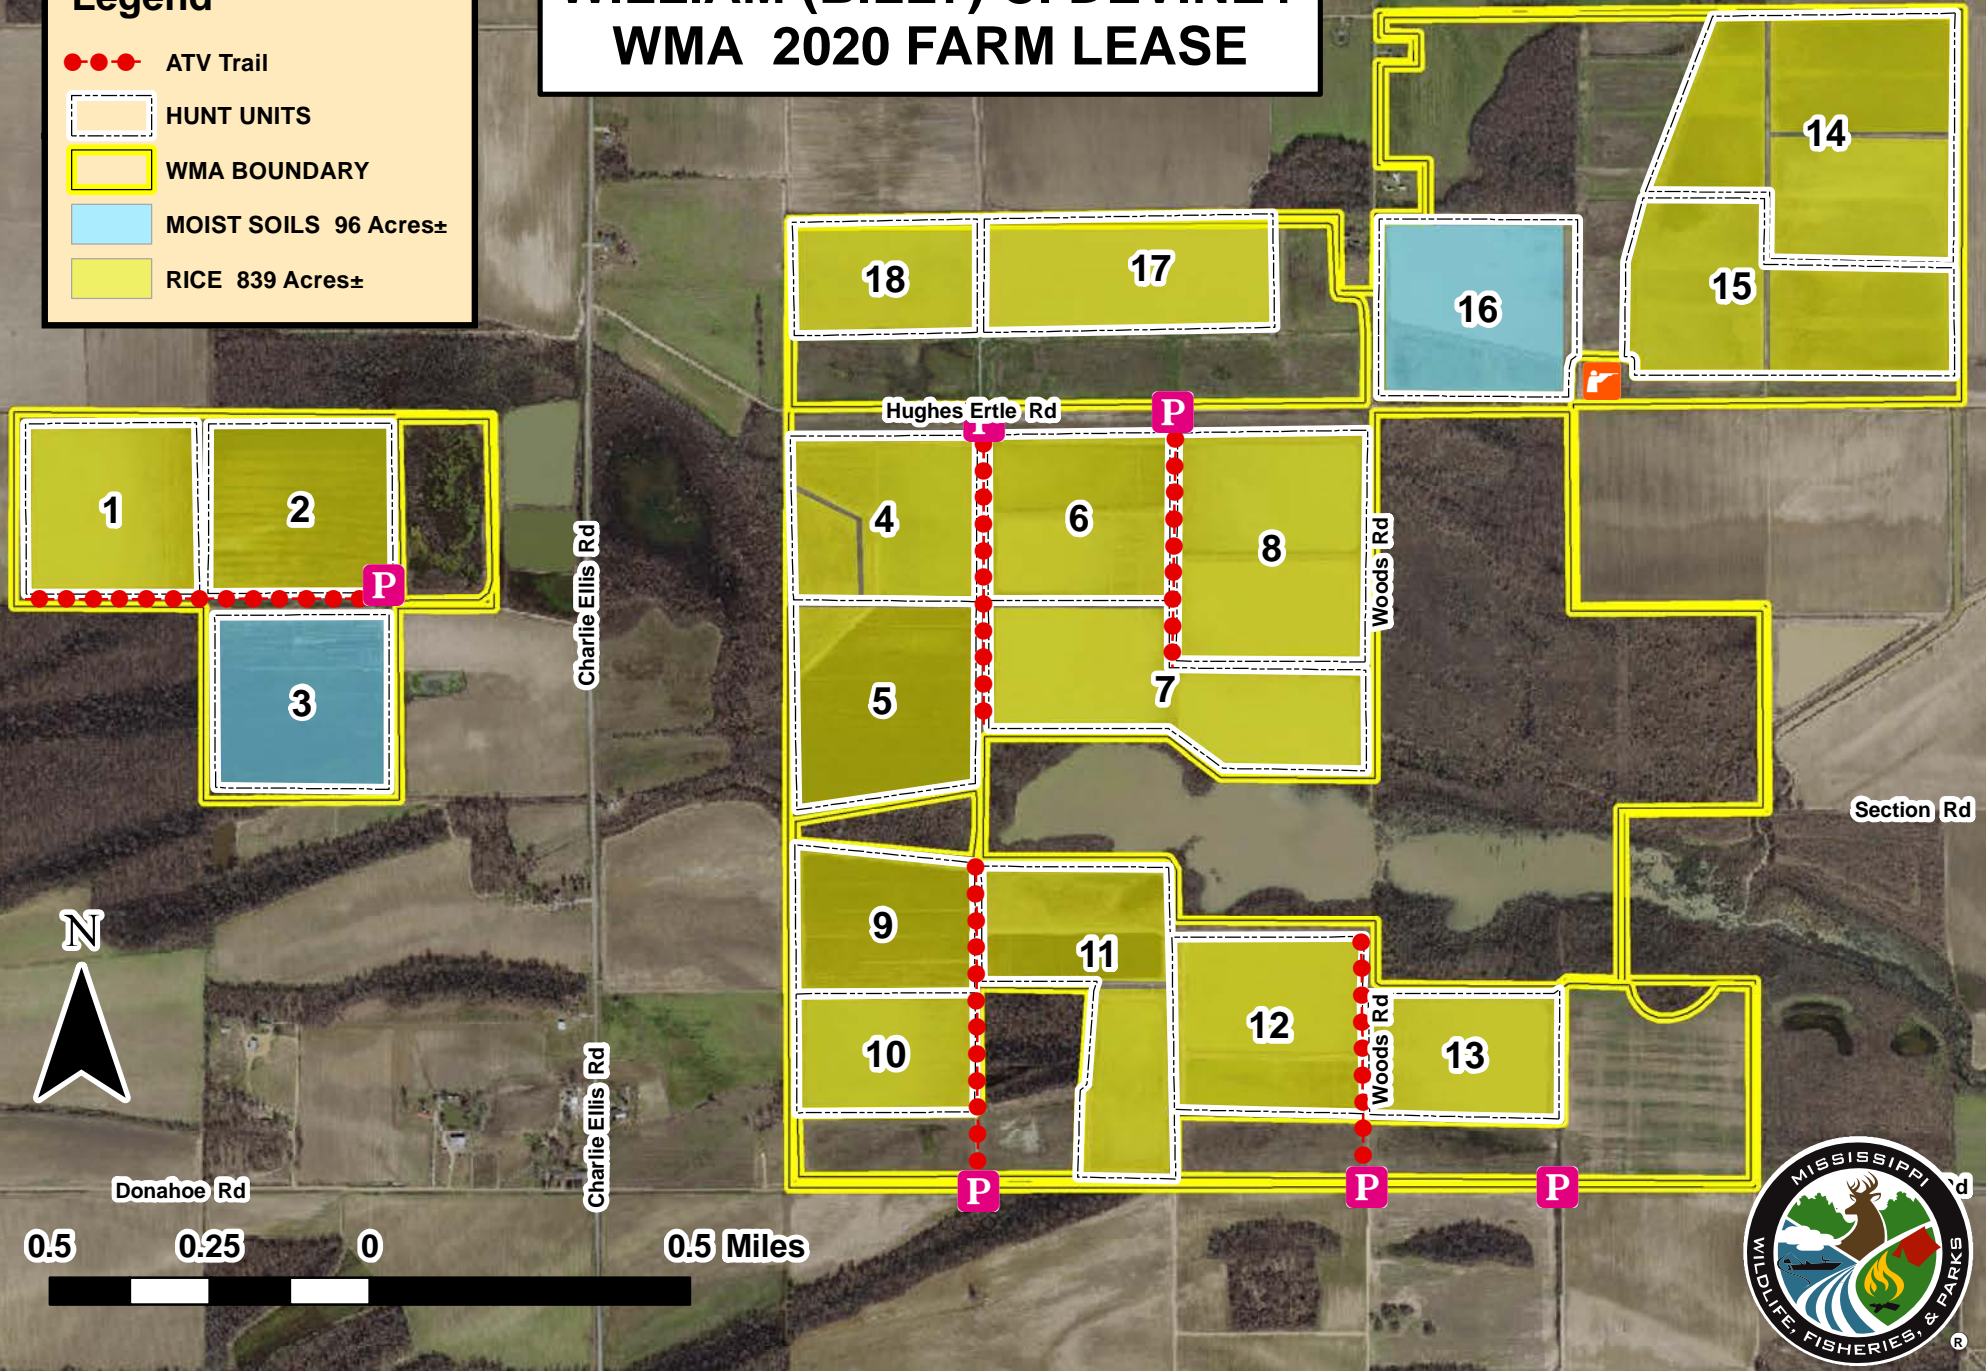 Legend
ATV Trail
HUNT UNITS
WMA BOUNDARY
MOIST SOILS 96 Acres±
RICE 839 Acres±
WMA 2020 FARM LEASE
14
18
17
16
15
Hughes Ertle Rd
P
P
1
2
4
6
8
P
Charlie Ellis Rd
Woods Rd
3
5
7
Section Rd
N
9
11
10
12
13
Woods Rd
Charlie Ellis Rd
Donahoe Rd
P
P
P
Rd
0.5 0.25 0 0.5 Miles
MISSISSIPPI
WILDLIFE, FISHERIES, & PARKS
R